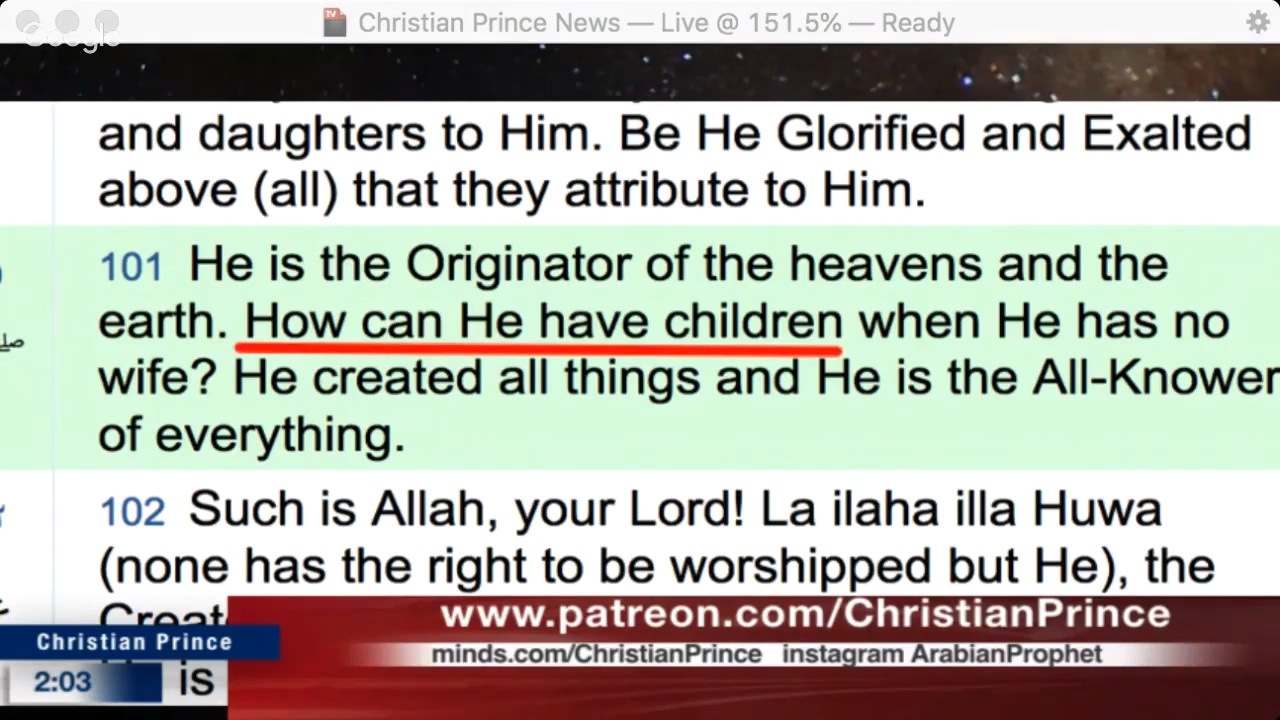 Christian Prince News — Live @ 151.5% — Ready
Google
and daughters to Him. Be He Glorified and Exalted
above (all) that they attribute to Him.
101 He is the Originator of the heavens and the
earth. How can He have children when He has no
صلے
wife? He created all things and He is the All-Knower
of everything.
102 Such is Allah, your Lord! La ilaha illa Huwa
(none has the right to be worshipped but He), the
www.patreon.com/ChristianPrince
Christian Prince
minds.com/ChristianPrince instagram ArabianProphet
2:03
is